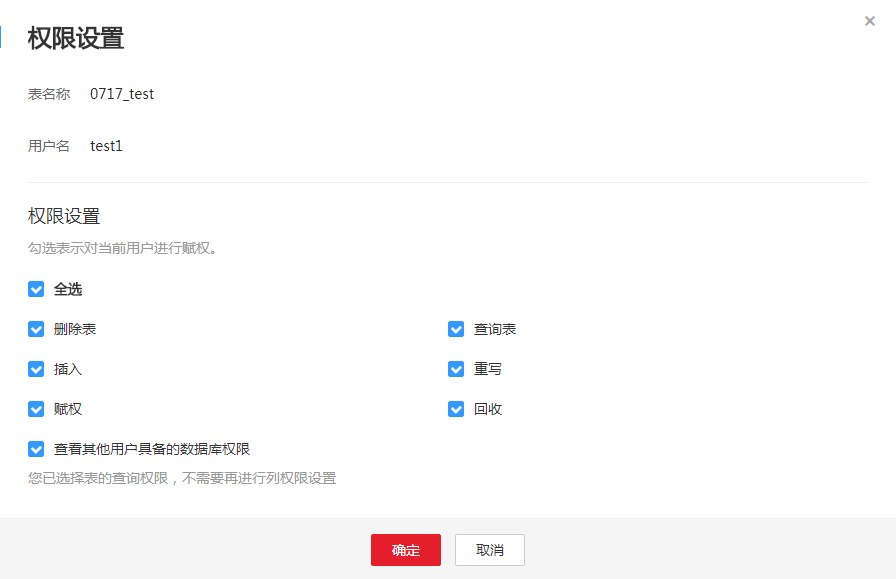 权限设置
表名称 0717_test
用户名 test1
权限设置
勾选表示对当前用户进行赋权。
全选
删除表 查询表
插入 重写
赋权 回收
查看其他用户具备的数据库权限
您已选择表的查询权限，不需要再进行列权限设置
确定 取消